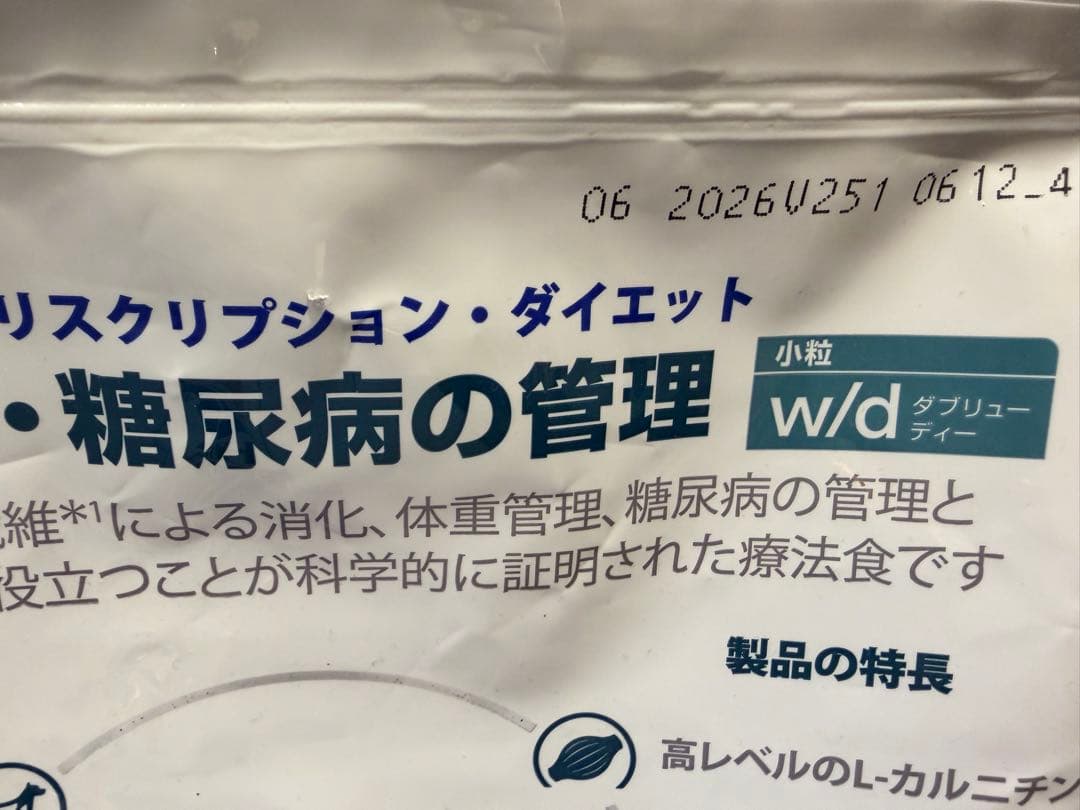 06 2026V251 0612_4
リスクリプション・ダイエット
・糖尿病の管理
小粒
w/d ダブリュー
ディー
維*¹による消化、体重管理、糖尿病の管理と
役立つことが科学的に証明された療法食です
製品の特長
高レベルのL-カルニチン